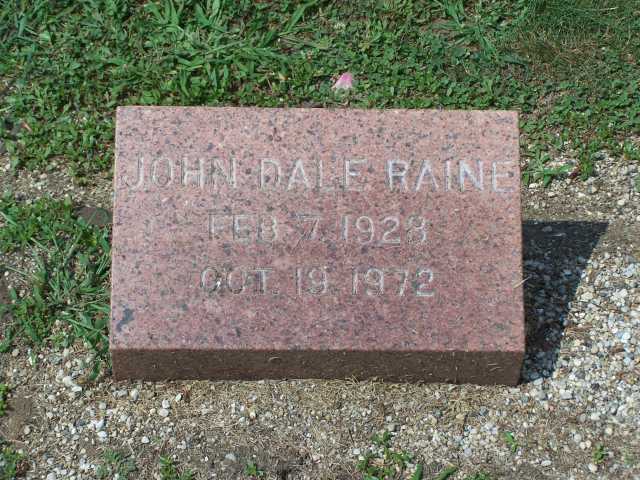 JOHN DALE RAINE
FEB 7, 1928
OCT. 19, 1972